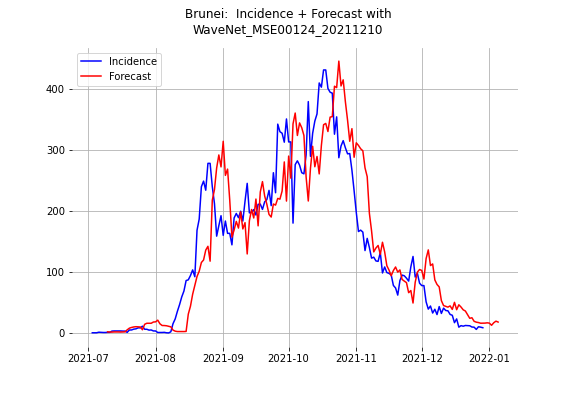 Brunei:  Incidence + Forecast with
WaveNet_MSE00124_20211210
Incidence
Forecast
400
300
200
100
0
2021-07 2021-08 2021-09 2021-10 2021-11 2021-12 2022-01